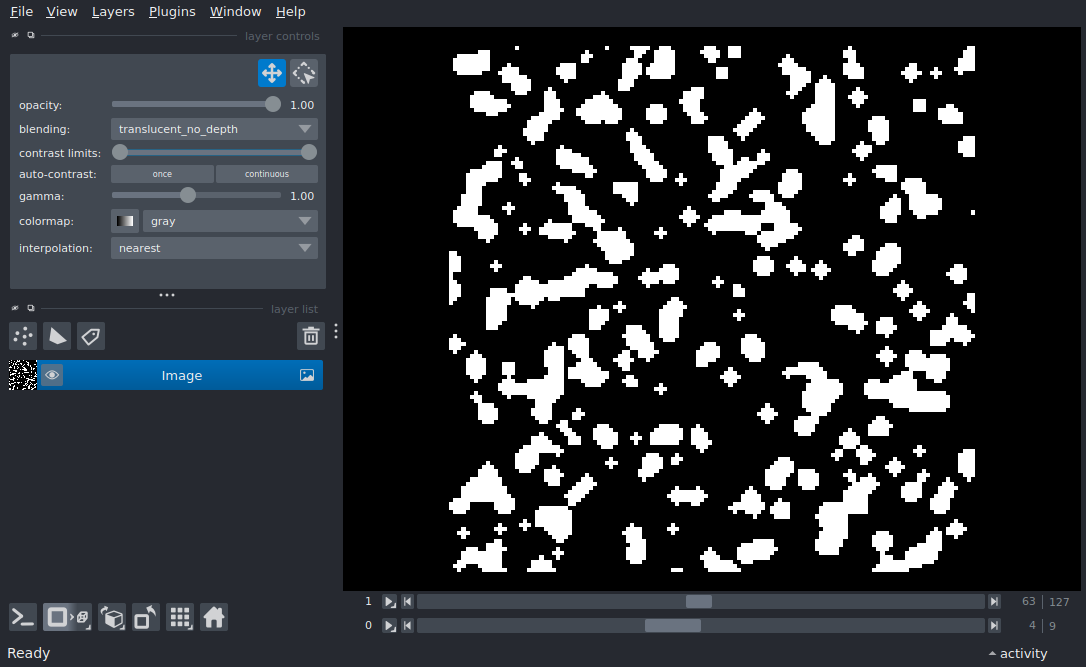 File View Layers Plugins Window Help
layer controls
opacity: 1.00
blending: translucent_no_depth
contrast limits:
auto-contrast: once continuous
gamma: 1.00
colormap: gray
interpolation: nearest
layer list
Image
1 63 127
0 4 9
Ready activity